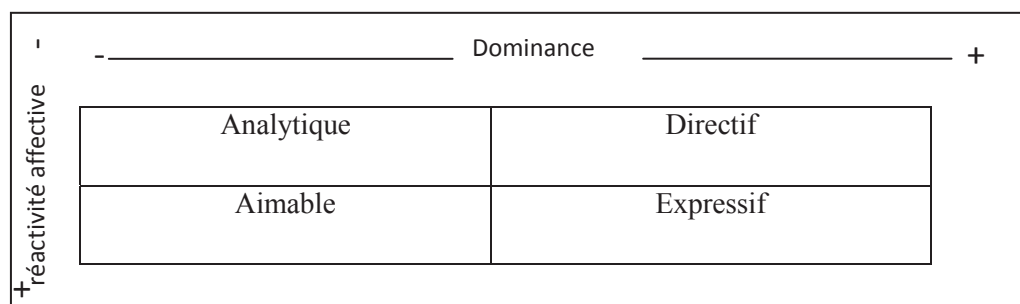 - Dominance +
- réactivité affective +
Analytique Directif
Aimable Expressif